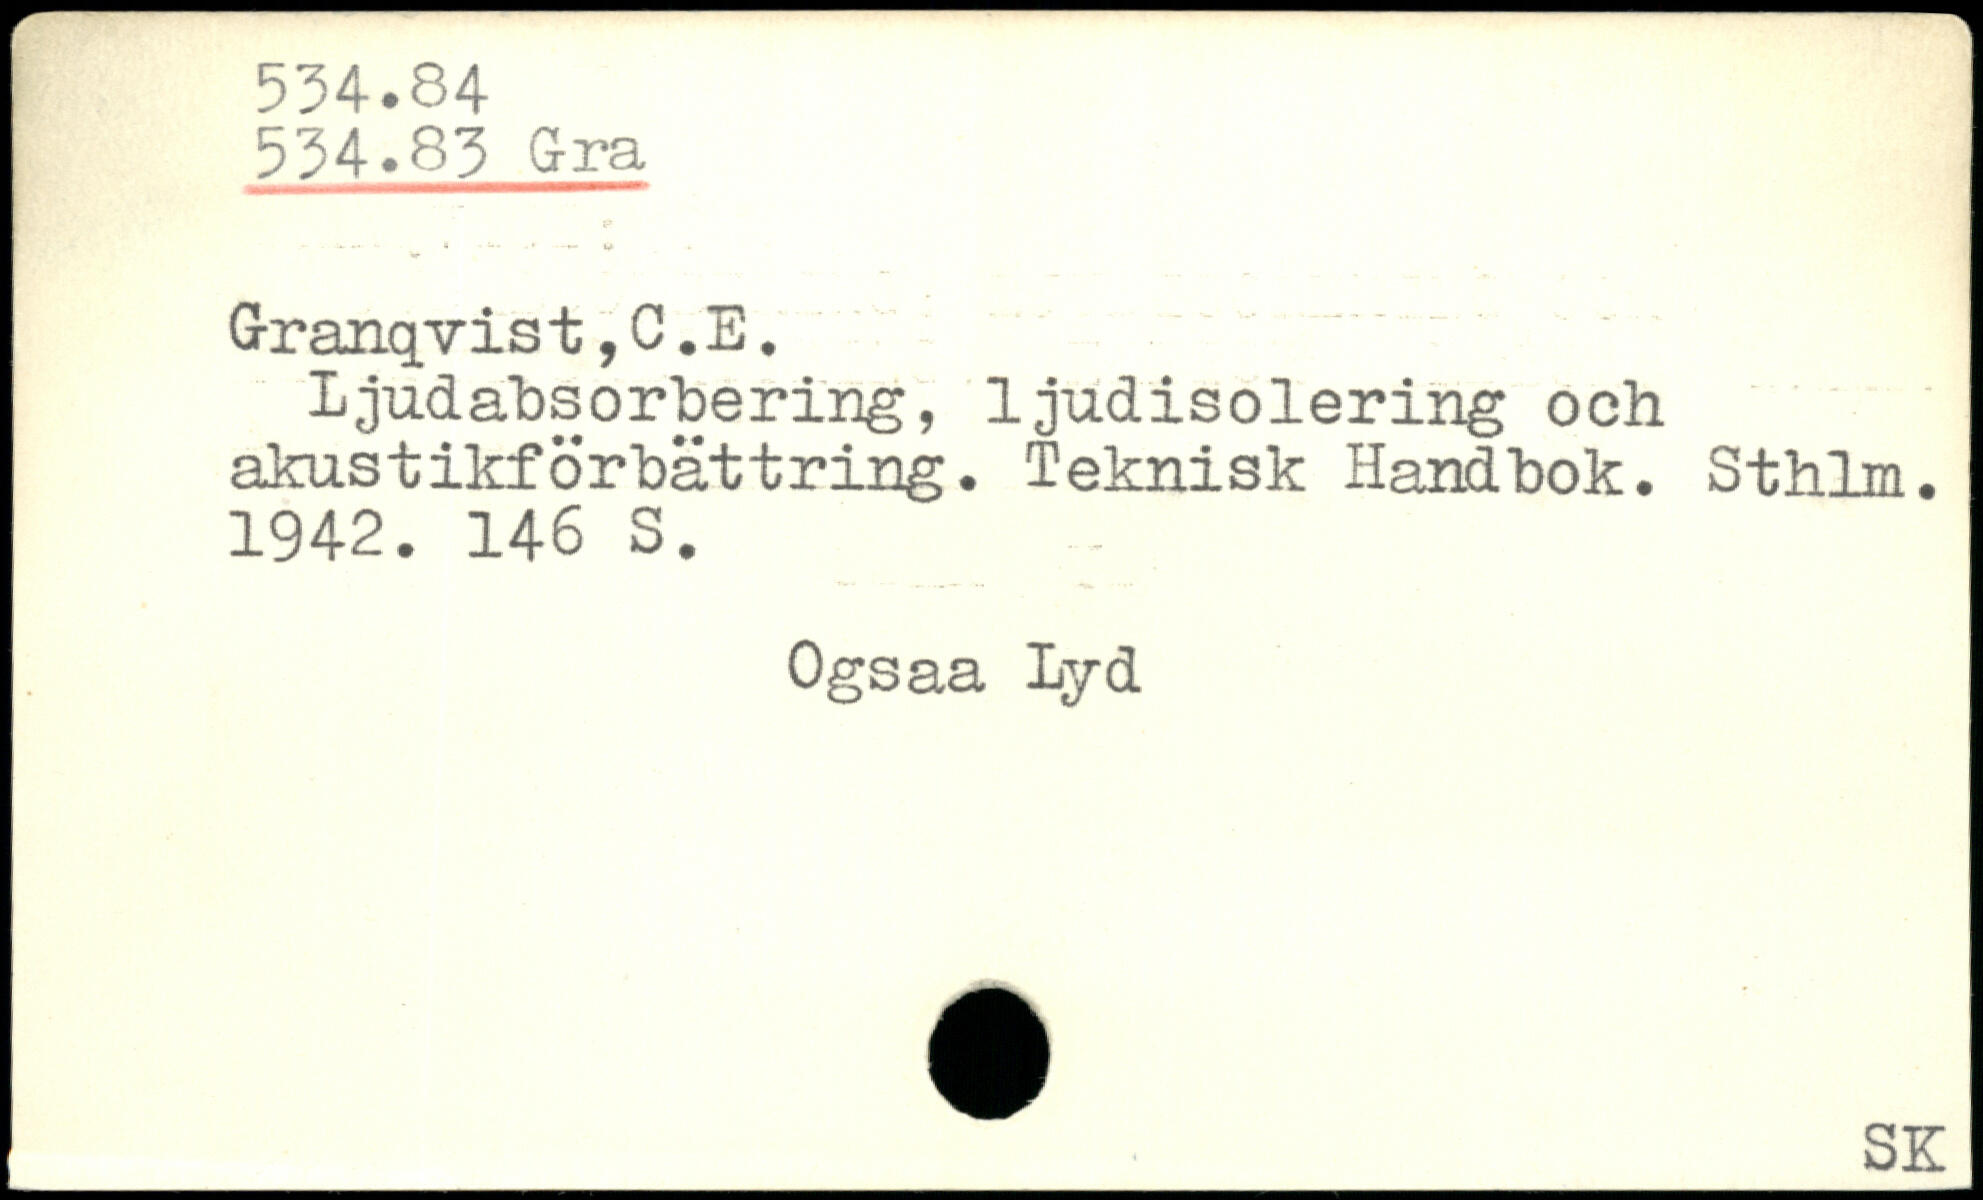 534.84
534.83 Gra
Granqvist,C.E.
Ljudabsorbering, ljudisolering och
akustikförbättring. Teknisk Handbok. Sthlm.
1942. 146 S.
Ogsaa Lyd
SK